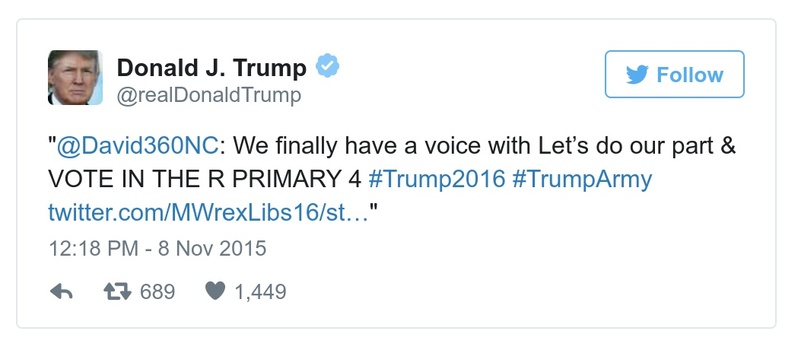 Donald J. Trump
@realDonaldTrump
Follow
"@David360NC: We finally have a voice with Let’s do our part &
VOTE IN THE R PRIMARY 4 #Trump2016 #TrumpArmy
twitter.com/MWrexLibs16/st…"
12:18 PM - 8 Nov 2015
689 1,449